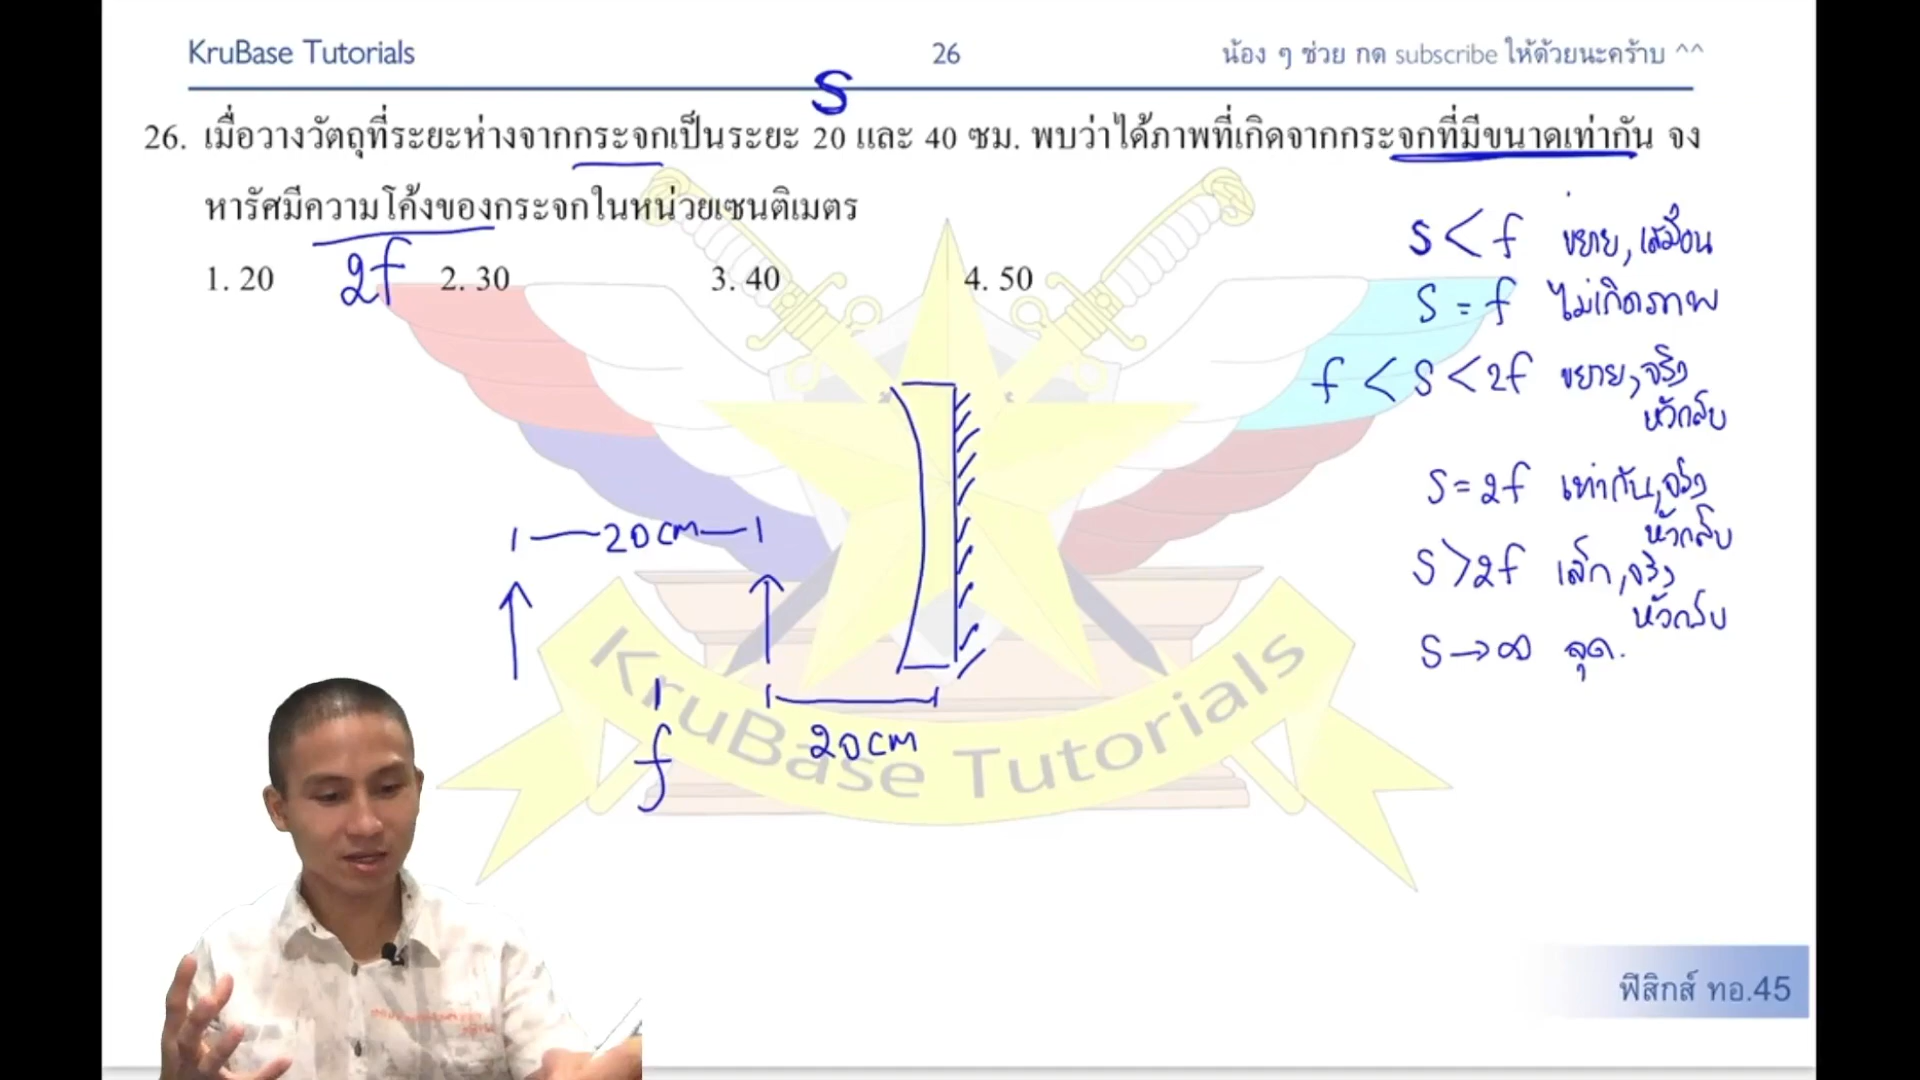 KruBase Tutorials 26 น้อง ๆ ช่วย กด subscribe ให้ด้วยนะคร้าบ ^^
S
26. เมื่อวางวัตถุที่ระยะห่างจากกระจกเป็นระยะ 20 และ 40 ซม. พบว่าได้ภาพที่เกิดจากกระจกที่มีขนาดเท่ากัน จง
หารัศมีความโค้งของกระจกในหน่วยเซนติเมตร
2f
1. 20 2. 30 3. 40 4. 50
s < f ขยาย, เสมือน
s = f ไม่เกิดภาพ
f < s < 2f ขยาย, จริง
หัวกลับ
s = 2f เท่ากัน, จริง
หัวกลับ
s > 2f เล็ก, จริง
หัวกลับ
s → ∞ จุด.
20 cm
20 cm
f
KruBase Tutorials
ฟิสิกส์ ทอ.45